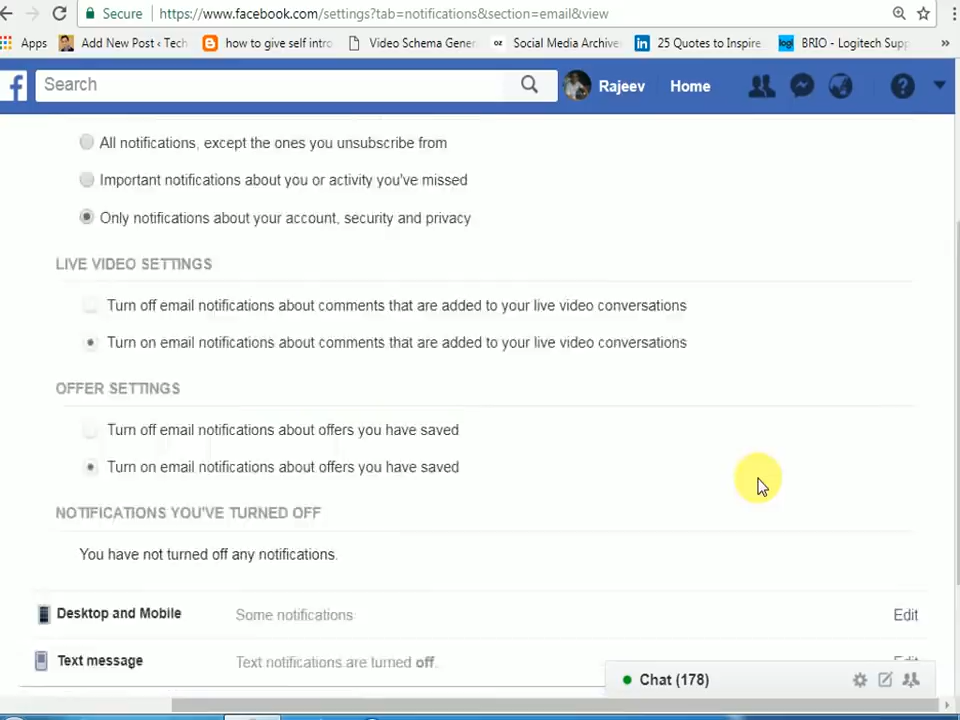 Secure https://www.facebook.com/settings?tab=notifications&section=email&view
Apps Add New Post ‹ Tech how to give self intro Video Schema Gener oz Social Media Archive 25 Quotes to Inspire BRIO - Logitech Supp »
Search Rajeev Home
All notifications, except the ones you unsubscribe from
Important notifications about you or activity you've missed
Only notifications about your account, security and privacy
LIVE VIDEO SETTINGS
Turn off email notifications about comments that are added to your live video conversations
Turn on email notifications about comments that are added to your live video conversations
OFFER SETTINGS
Turn off email notifications about offers you have saved
Turn on email notifications about offers you have saved
NOTIFICATIONS YOU'VE TURNED OFF
You have not turned off any notifications.
Desktop and Mobile Some notifications Edit
Text message Text notifications are turned off. Edit
Chat (178)